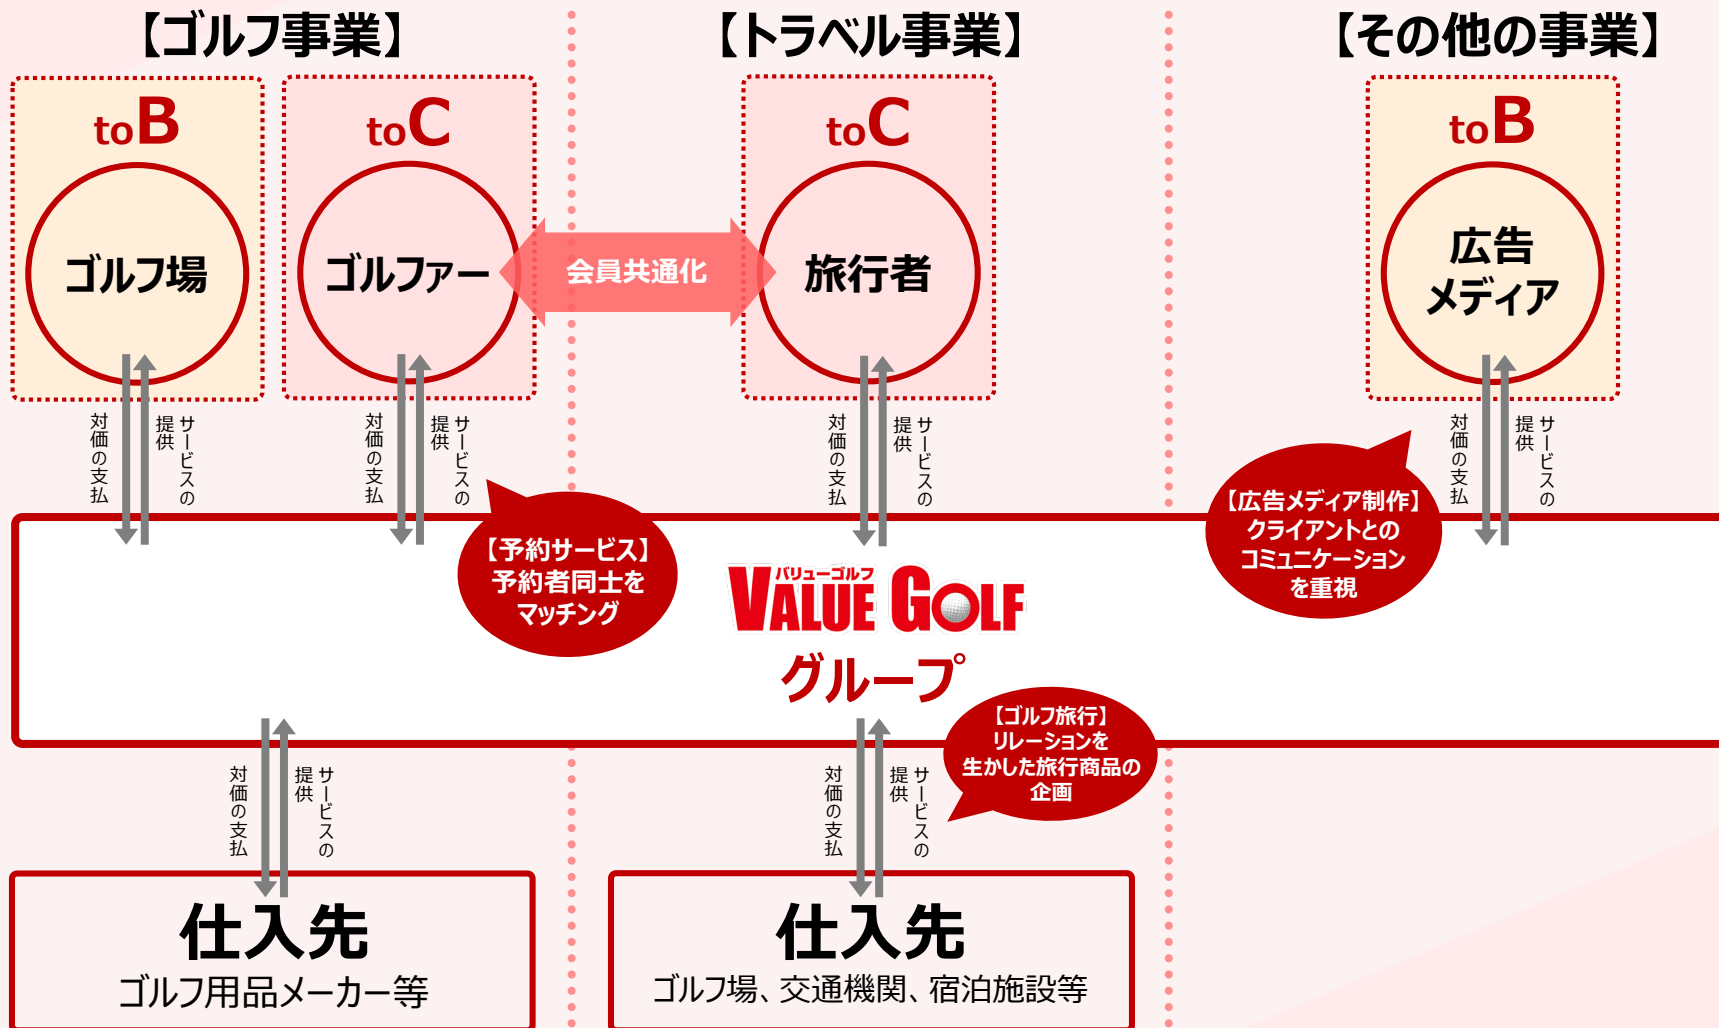 【ゴルフ事業】
【トラベル事業】
【その他の事業】
toB
toC
toC
toB
ゴルフ場
ゴルファー
会員共通化
旅行者
広告
メディア
対価の支払
サービスの
提供
対価の支払
サービスの
提供
対価の支払
サービスの
提供
対価の支払
サービスの
提供
【予約サービス】
予約者同士を
マッチング
バリューゴルフ
VALUE GOLF
グループ
【広告メディア制作】
クライアントとの
コミュニケーション
を重視
【ゴルフ旅行】
リレーションを
生かした旅行商品の
企画
対価の支払
サービスの
提供
対価の支払
サービスの
提供
仕入先
ゴルフ用品メーカー等
仕入先
ゴルフ場、交通機関、宿泊施設等